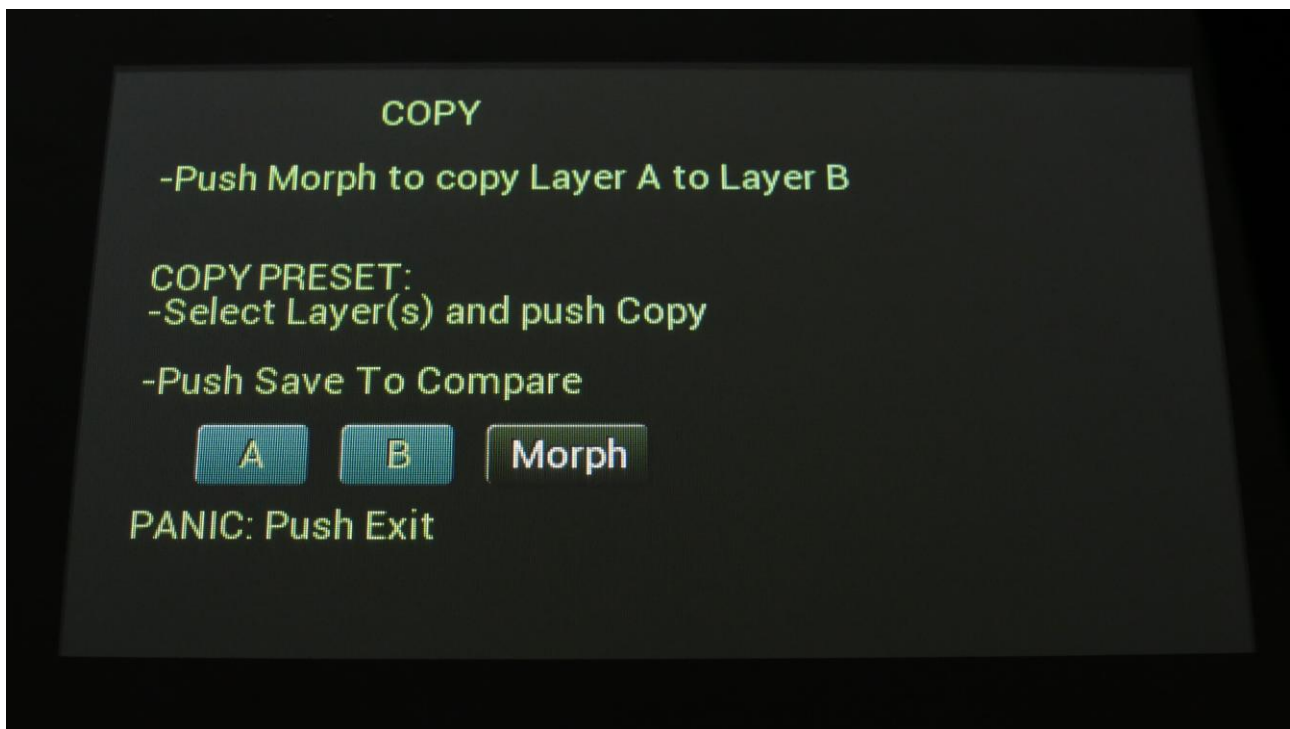 COPY
-Push Morph to copy Layer A to Layer B
COPY PRESET:
-Select Layer(s) and push Copy
-Push Save To Compare
A B Morph
PANIC: Push Exit